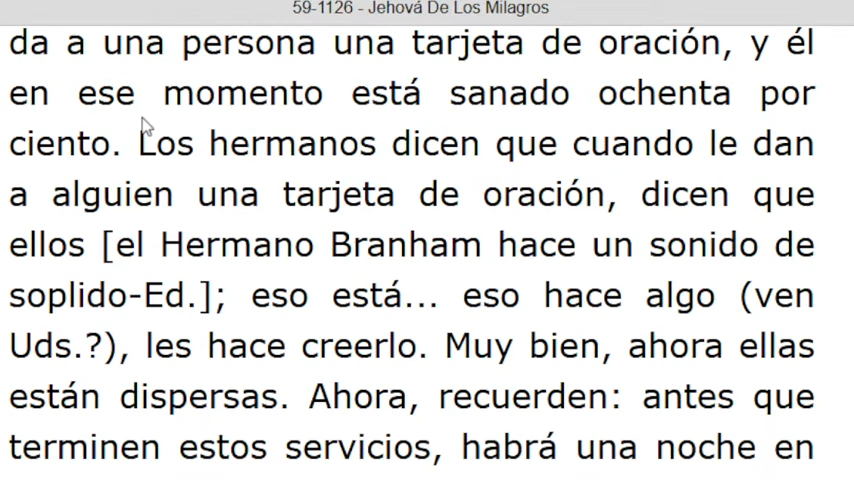 59-1126 - Jehová De Los Milagros
da a una persona una tarjeta de oración, y él
en ese momento está sanado ochenta por
ciento. Los hermanos dicen que cuando le dan
a alguien una tarjeta de oración, dicen que
ellos [el Hermano Branham hace un sonido de
soplido-Ed.]; eso está... eso hace algo (ven
Uds.?), les hace creerlo. Muy bien, ahora ellas
están dispersas. Ahora, recuerden: antes que
terminen estos servicios, habrá una noche en